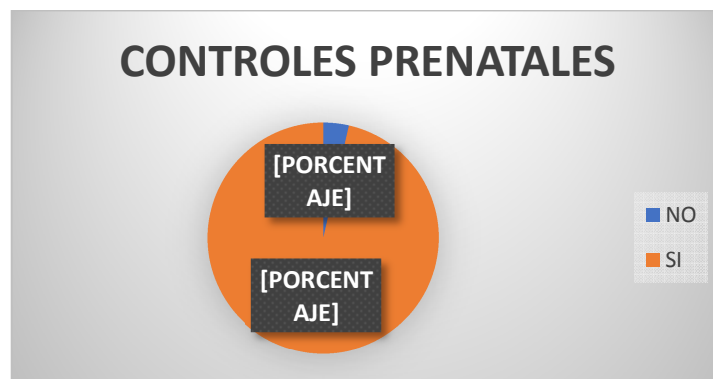 CONTROLES PRENATALES
[PORCENT
AJE]
[PORCENT
AJE]
NO
SI